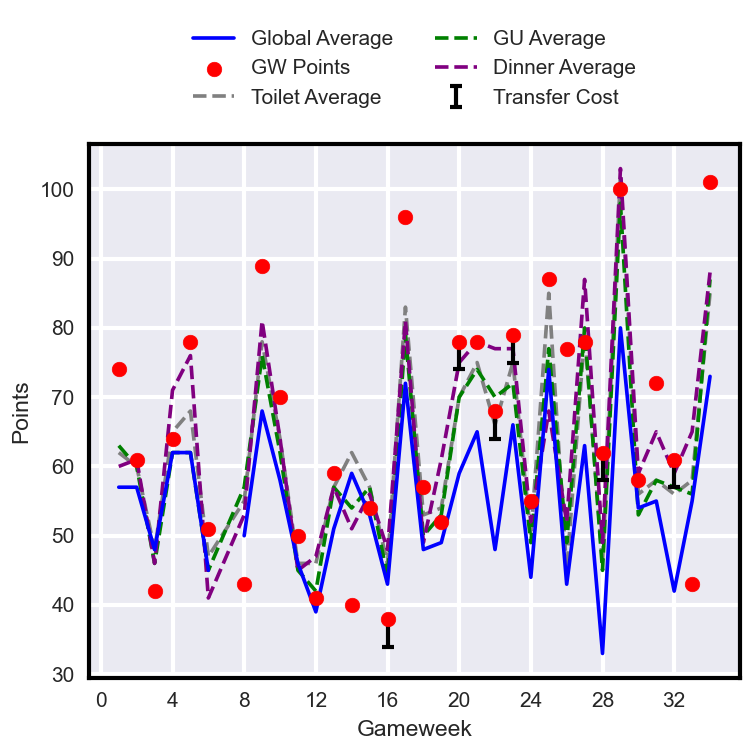 Global Average
GW Points
Toilet Average
GU Average
Dinner Average
Transfer Cost
100
90
80
70
60
50
40
30
Points
0 4 8 12 16 20 24 28 32
Gameweek